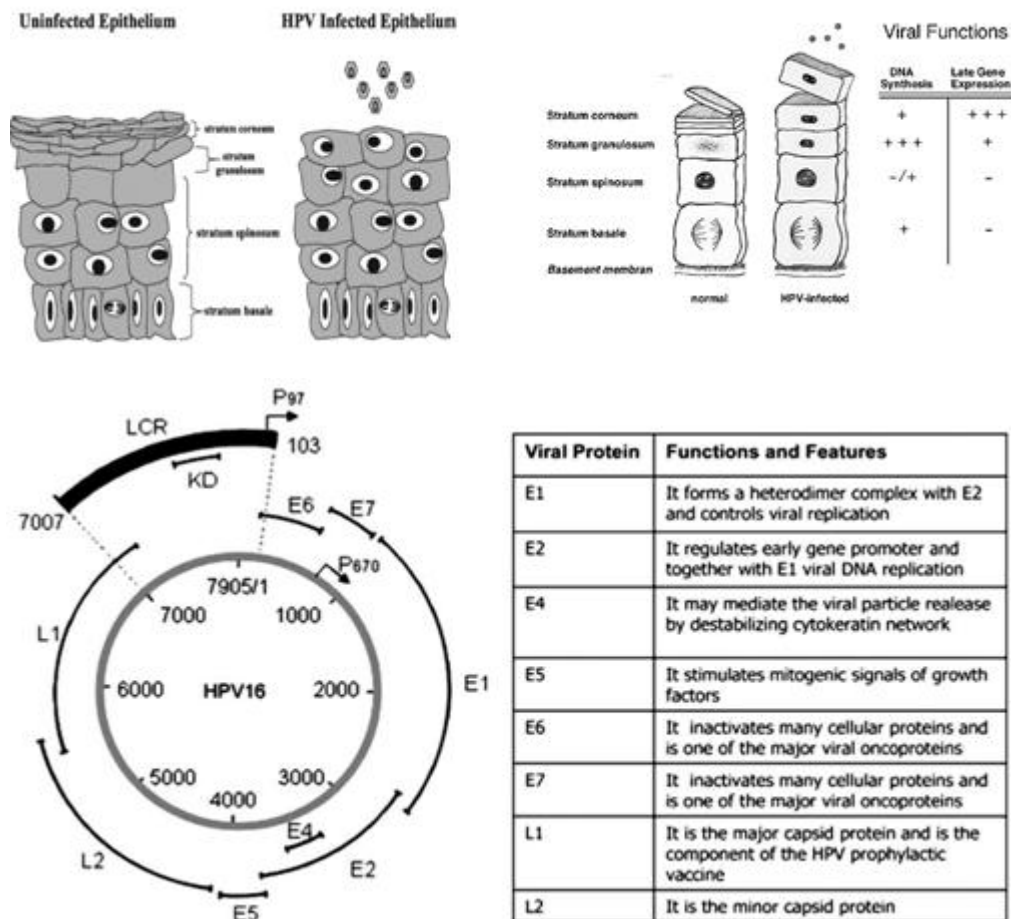 Uninfected Epithelium
HPV Infected Epithelium
stratum corneum
stratum
granulosum
stratum spinosum
stratum basale
Viral Functions
DNA
Synthesis
Late Gene
Expression
Stratum corneum + + + +
Stratum granulosum + + + +
Stratum spinosum -/+ -
Stratum basale + -
Basement membran
normal
HPV-infected
P97
LCR
103
KD
7007
E6
E7
P670
7905/1
7000
1000
L1
6000
HPV16
2000
E1
5000
3000
4000
E4
L2
E2
E5
Viral Protein
Functions and Features
E1
It forms a heterodimer complex with E2
and controls viral replication
E2
It regulates early gene promoter and
together with E1 viral DNA replication
E4
It may mediate the viral particle realease
by destabilizing cytokeratin network
E5
It stimulates mitogenic signals of growth
factors
E6
It inactivates many cellular proteins and
is one of the major viral oncoproteins
E7
It inactivates many cellular proteins and
is one of the major viral oncoproteins
L1
It is the major capsid protein and is the
component of the HPV prophylactic
vaccine
L2
It is the minor capsid protein